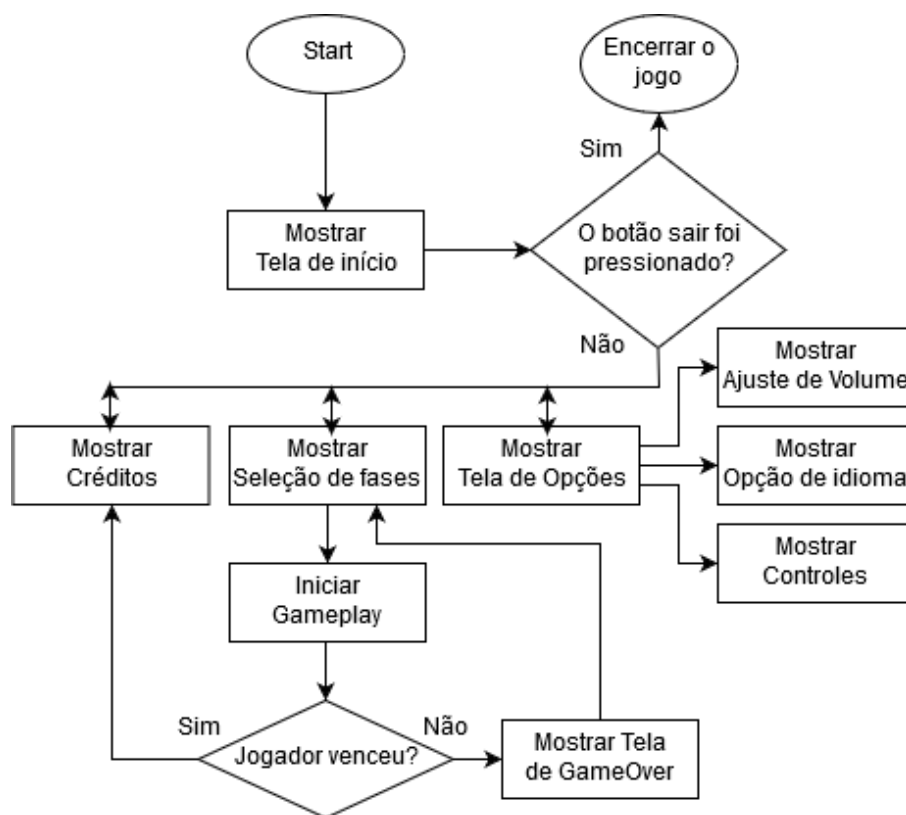 Start
Encerrar o
jogo
Sim
Mostrar
Tela de início
O botão sair foi
pressionado?
Não
Mostrar
Ajuste de Volume
Mostrar
Créditos
Mostrar
Seleção de fases
Mostrar
Tela de Opções
Mostrar
Opção de idioma
Mostrar
Controles
Iniciar
Gameplay
Sim
Jogador venceu?
Não
Mostrar Tela
de GameOver